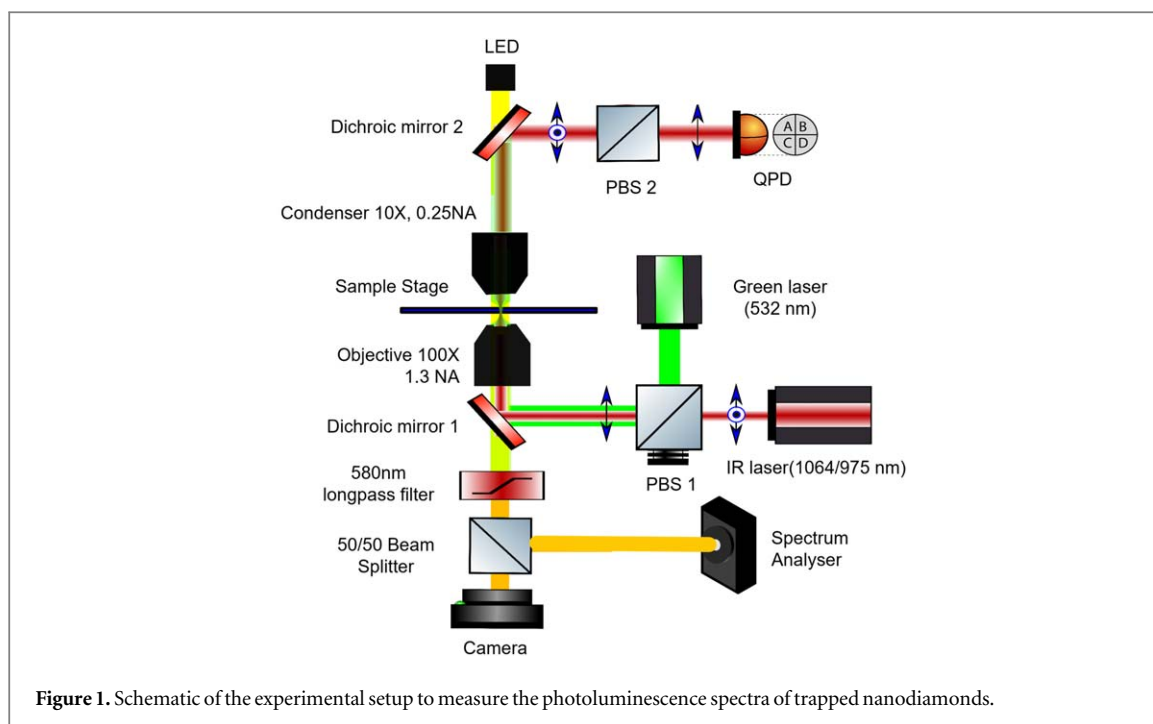 LED
Dichroic mirror 2
A B
C D
PBS 2
QPD
Condenser 10X, 0.25NA
Sample Stage
Green laser
(532 nm)
Objective 100X
1.3 NA
Dichroic mirror 1
IR laser(1064/975 nm)
PBS 1
580nm
longpass filter
50/50 Beam
Splitter
Spectrum
Analyser
Camera
Figure 1. Schematic of the experimental setup to measure the photoluminescence spectra of trapped nanodiamonds.